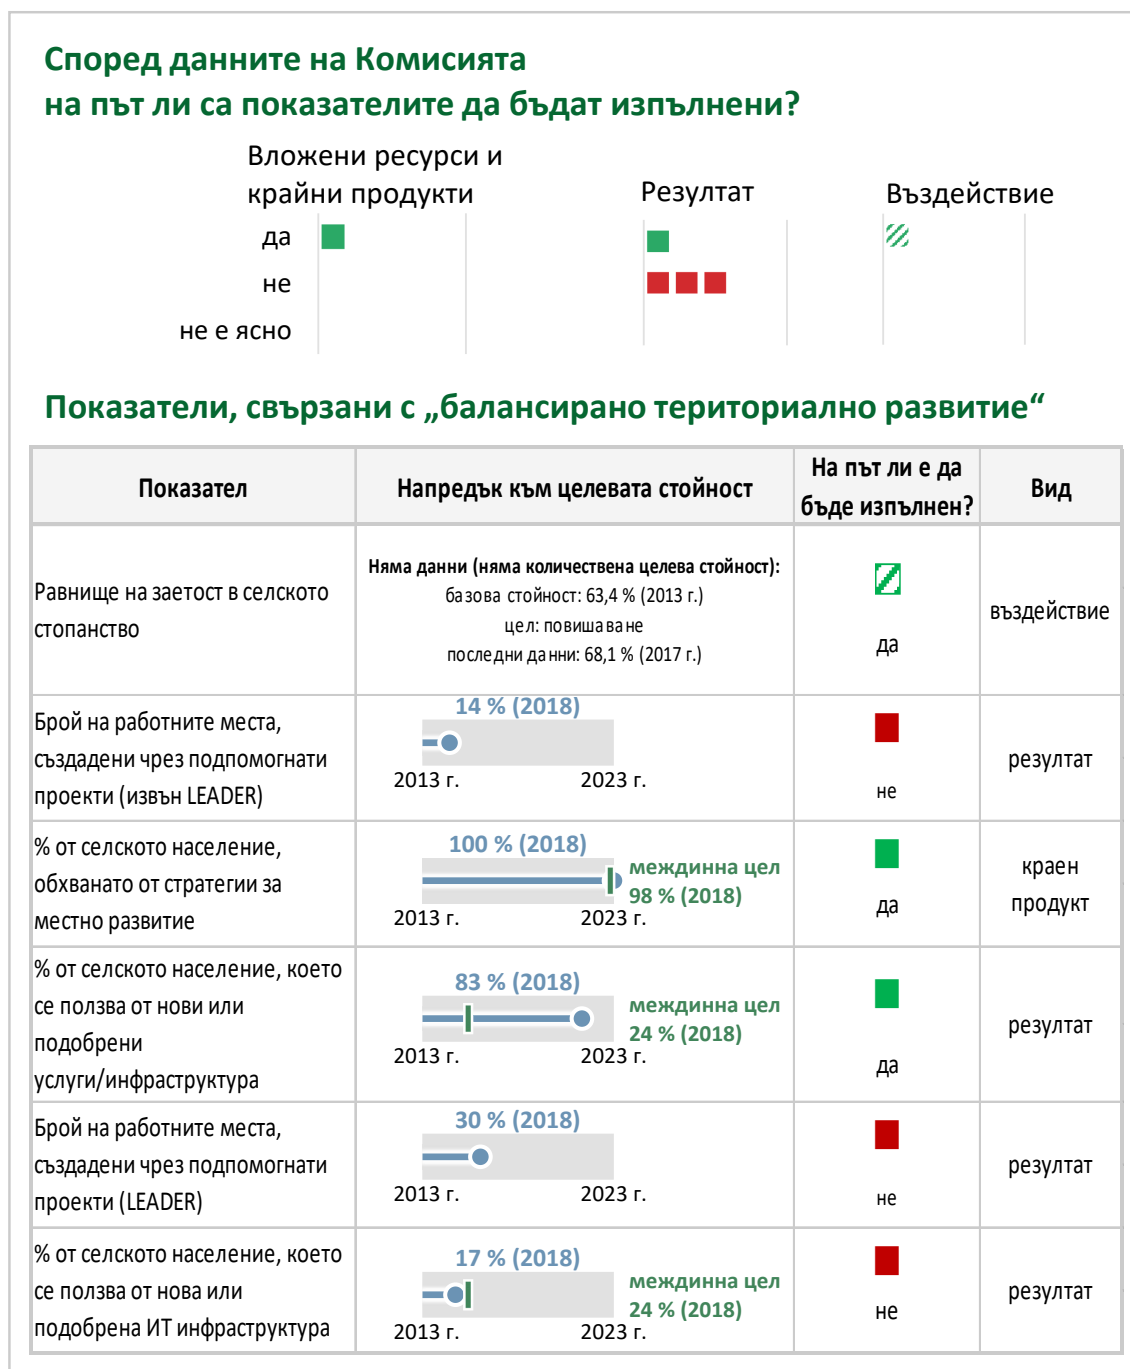 Според данните на Комисията
на път ли са показателите да бъдат изпълнени?
Вложени ресурси и
крайни продукти
Резултат
Въздействие
да
не
не е ясно
Показатели, свързани с „балансирано териториално развитие“
Показател
Напредък към целевата стойност
На път ли е да
бъде изпълнен?
Вид
Равнище на заетост в селското
стопанство
Няма данни (няма количествена целева стойност):
базова стойност: 63,4 % (2013 г.)
цел: повишаване
последни данни: 68,1 % (2017 г.)
да
въздействие
Брой на работните места,
създадени чрез подпомогнати
проекти (извън LEADER)
14 % (2018)
2013 г.
2023 г.
не
резултат
% от селското население,
обхванато от стратегии за
местно развитие
100 % (2018)
междинна цел
98 % (2018)
2013 г.
2023 г.
да
краен
продукт
% от селското население, което
се ползва от нови или
подобрени
услуги/инфраструктура
83 % (2018)
междинна цел
24 % (2018)
2013 г.
2023 г.
да
резултат
Брой на работните места,
създадени чрез подпомогнати
проекти (LEADER)
30 % (2018)
2013 г.
2023 г.
не
резултат
% от селското население, което
се ползва от нова или
подобрена ИТ инфраструктура
17 % (2018)
междинна цел
24 % (2018)
2013 г.
2023 г.
не
резултат